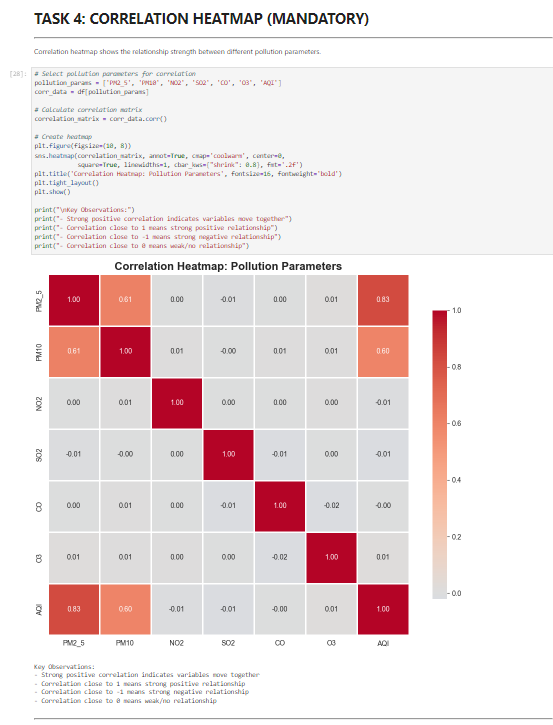 TASK 4: CORRELATION HEATMAP (MANDATORY)
Correlation heatmap shows the relationship strength between different pollution parameters.
[28]:
# Select pollution parameters for correlation
pollution_params = ['PM2_5', 'PM10', 'NO2', 'SO2', 'CO', 'O3', 'AQI']
corr_data = df[pollution_params]
# Calculate correlation matrix
correlation_matrix = corr_data.corr()
# Create heatmap
plt.figure(figsize=(10, 8))
sns.heatmap(correlation_matrix, annot=True, cmap='coolwarm', center=0,
square=True, linewidths=1, cbar_kws={"shrink": 0.8}, fmt='.2f')
plt.title('Correlation Heatmap: Pollution Parameters', fontsize=16, fontweight='bold')
plt.tight_layout()
plt.show()
print("\nKey Observations:")
print("- Strong positive correlation indicates variables move together")
print("- Correlation close to 1 means strong positive relationship")
print("- Correlation close to -1 means strong negative relationship")
print("- Correlation close to 0 means weak/no relationship")
Correlation Heatmap: Pollution Parameters
PM2_5 1.00 0.61 0.00 -0.01 0.00 0.01 0.83
PM10 0.61 1.00 0.01 -0.00 0.01 0.01 0.60
NO2 0.00 0.01 1.00 0.00 0.00 0.00 -0.01
SO2 -0.01 -0.00 0.00 1.00 -0.01 0.00 -0.01
CO 0.00 0.01 0.00 -0.01 1.00 -0.02 -0.00
O3 0.01 0.01 0.00 0.00 -0.02 1.00 0.01
AQI 0.83 0.60 -0.01 -0.01 -0.00 0.01 1.00
PM2_5 PM10 NO2 SO2 CO O3 AQI
1.0
0.8
0.6
0.4
0.2
0.0
Key Observations:
- Strong positive correlation indicates variables move together
- Correlation close to 1 means strong positive relationship
- Correlation close to -1 means strong negative relationship
- Correlation close to 0 means weak/no relationship